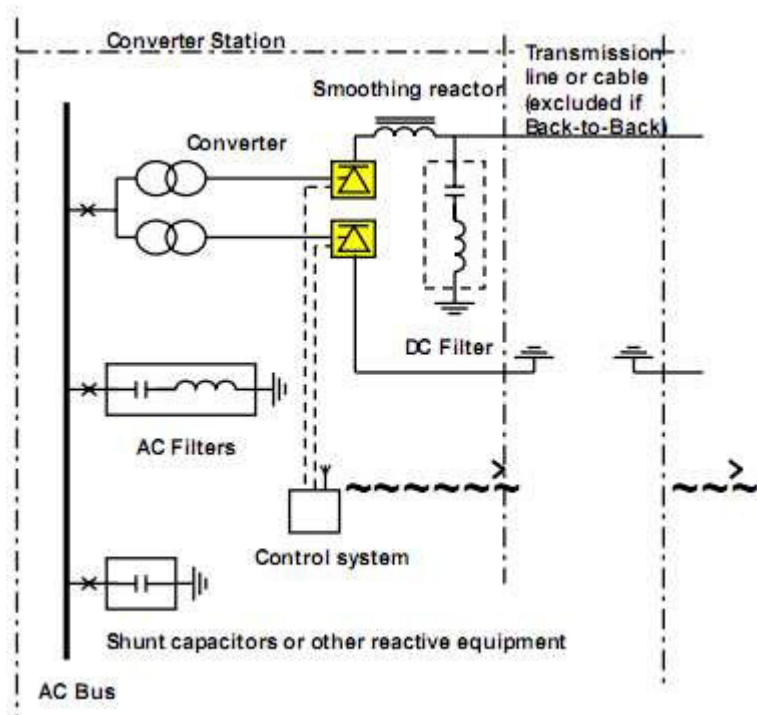 Converter Station
Transmission
line or cable
(excluded if
Back-to-Back)
Smoothing reactor
Converter
DC Filter
AC Filters
Control system
Shunt capacitors or other reactive equipment
AC Bus